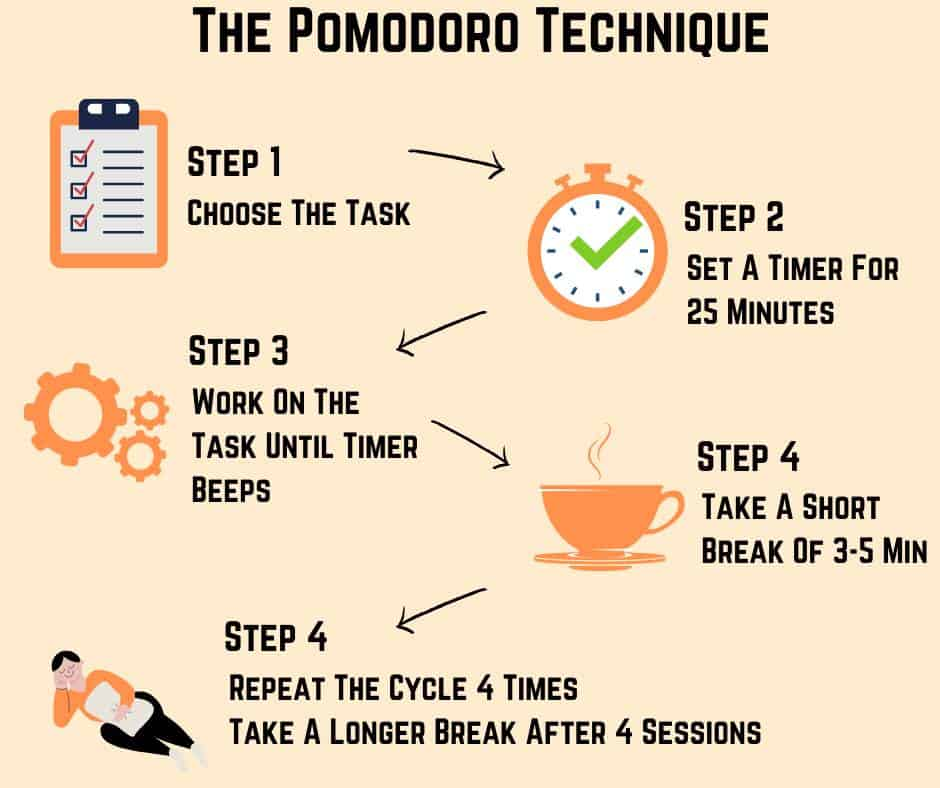 The Pomodoro Technique
Step 1
Choose The Task
Step 2
Set A Timer For
25 Minutes
Step 3
Work On The
Task Until Timer
Beeps
Step 4
Take A Short
Break Of 3-5 Min
Step 4
Repeat The Cycle 4 Times
Take A Longer Break After 4 Sessions